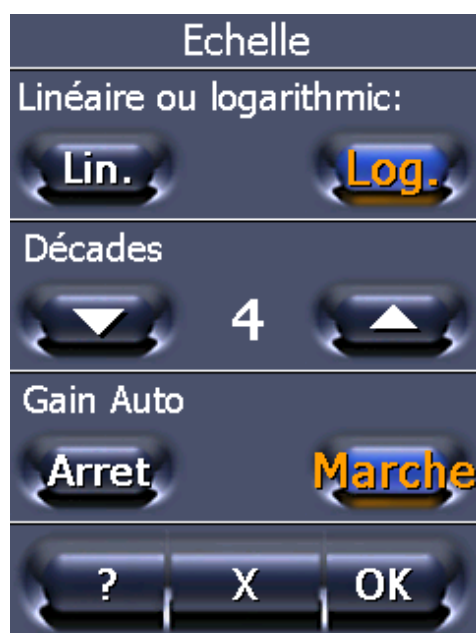 Echelle
Linéaire ou logarithmic:
Lin. Log.
Décades
4
Gain Auto
Arret Marche
? X OK